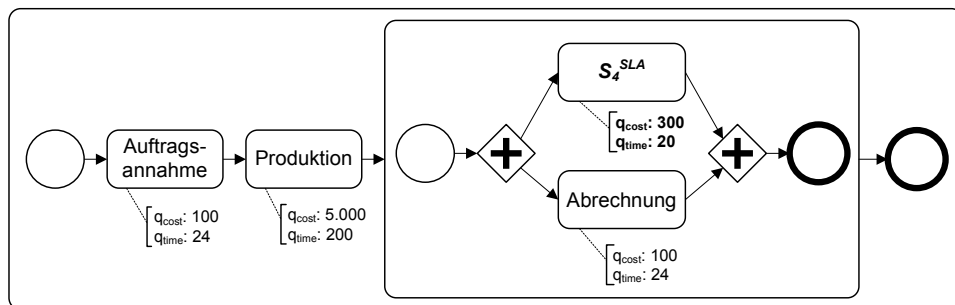 Auftrags-
annahme
q_cost: 100
q_time: 24
Produktion
q_cost: 5.000
q_time: 200
S_4^SLA
q_cost: 300
q_time: 20
Abrechnung
q_cost: 100
q_time: 24